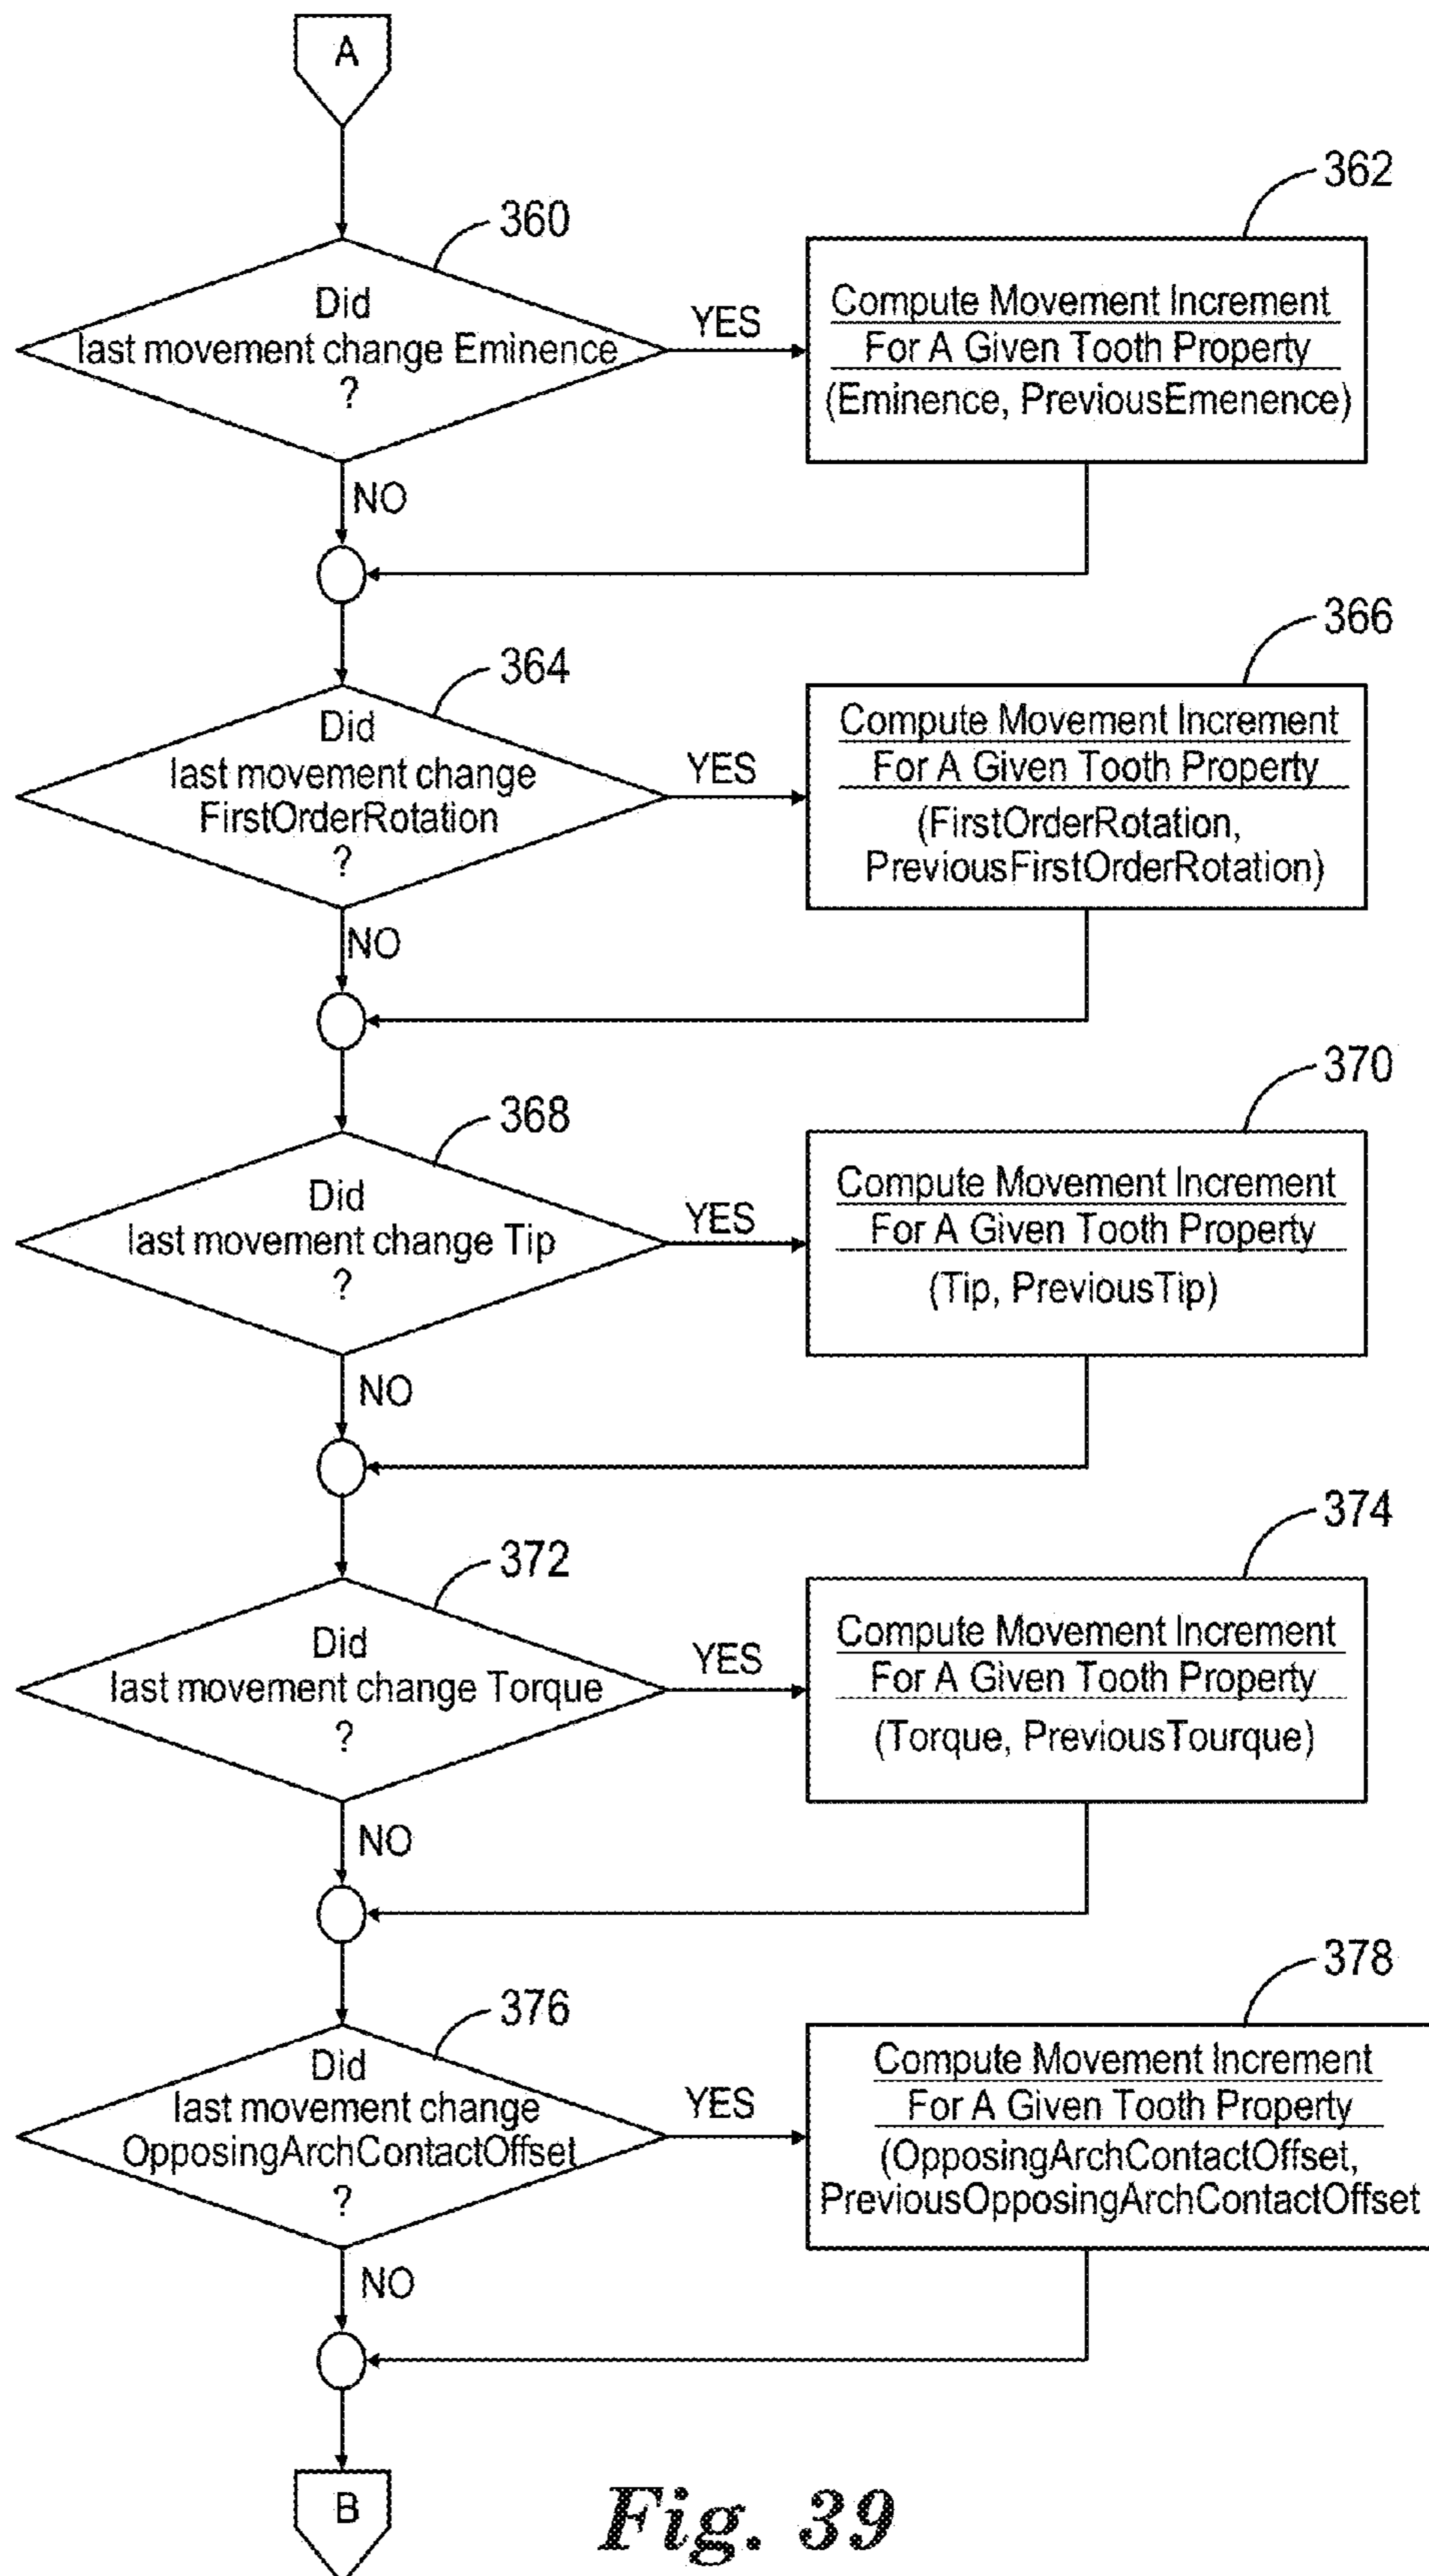 A
360
362
Did
last movement change Eminence
?
YES
Compute Movement Increment
For A Given Tooth Property
(Eminence, PreviousEmenence)
NO
364
366
Did
last movement change
FirstOrderRotation
?
YES
Compute Movement Increment
For A Given Tooth Property
(FirstOrderRotation,
PreviousFirstOrderRotation)
NO
368
370
Did
last movement change Tip
?
YES
Compute Movement Increment
For A Given Tooth Property
(Tip, PreviousTip)
NO
372
374
Did
last movement change Torque
?
YES
Compute Movement Increment
For A Given Tooth Property
(Torque, PreviousTourque)
NO
376
378
Did
last movement change
OpposingArchContactOffset
?
YES
Compute Movement Increment
For A Given Tooth Property
(OpposingArchContactOffset,
PreviousOpposingArchContactOffset
NO
B
Fig. 39